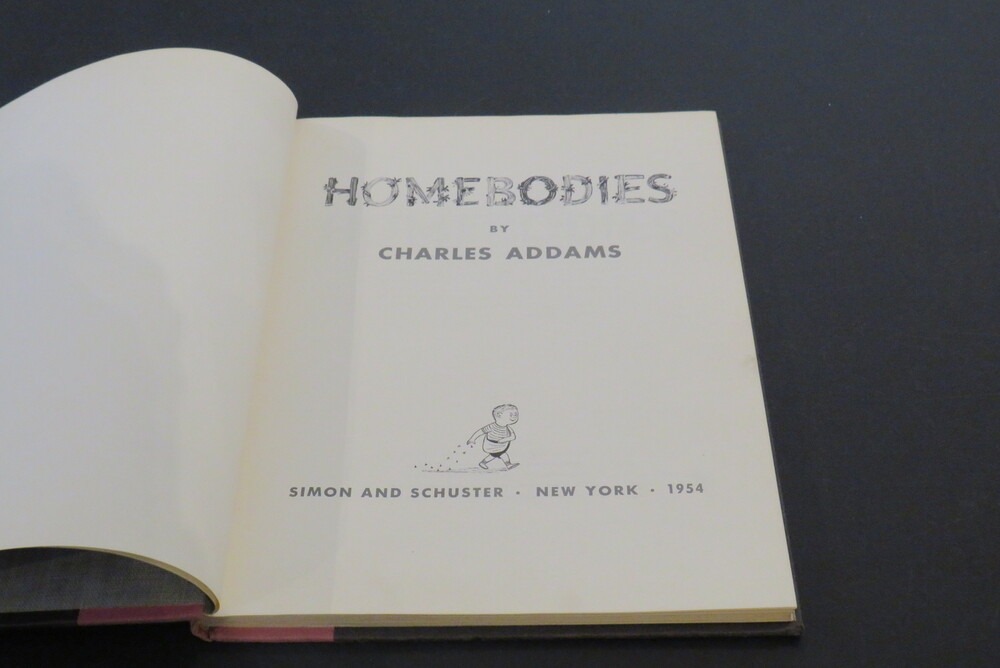 HOMEBODIES
BY
CHARLES ADDAMS
SIMON AND SCHUSTER · NEW YORK · 1954